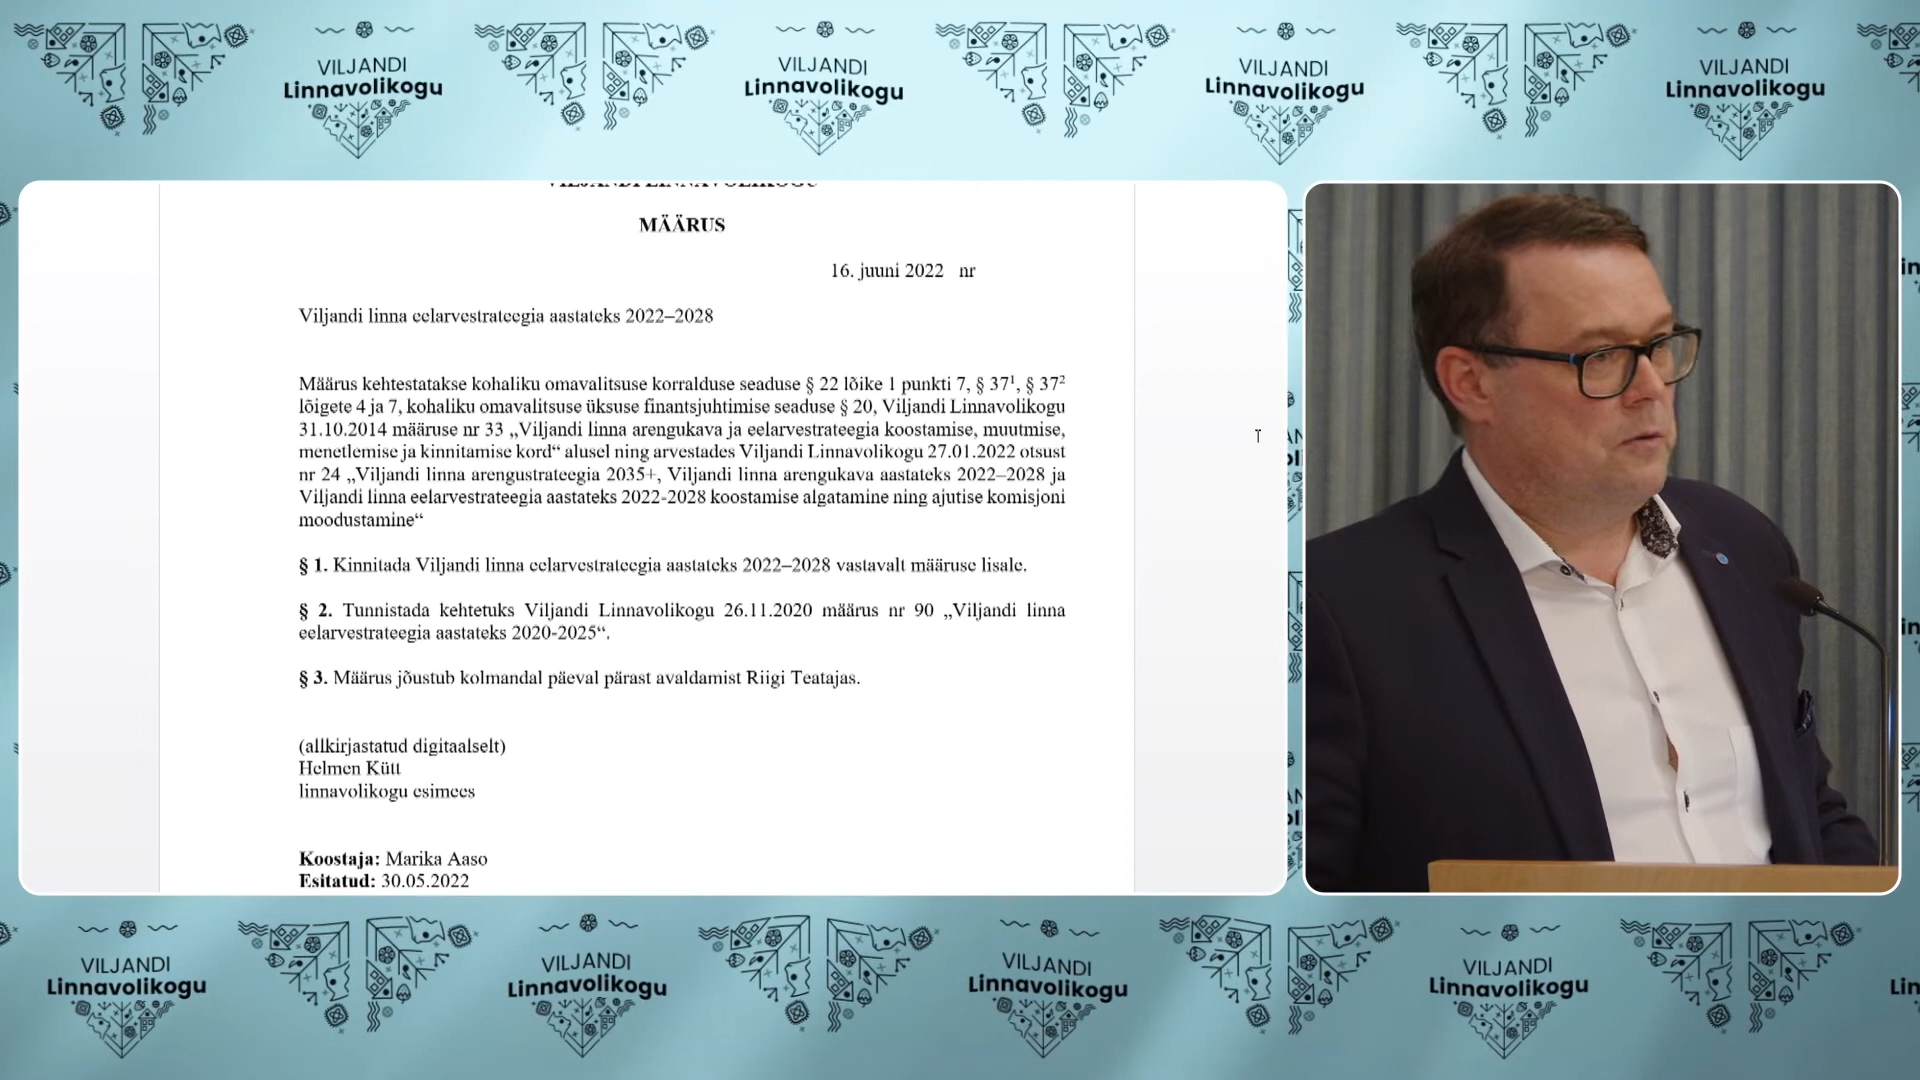 VILJANDI
Linnavolikogu
VILJANDI
Linnavolikogu
VILJANDI
Linnavolikogu
VILJANDI
Linnavolikogu
VILJANDI LINNAVOLIKOGU
MÄÄRUS
16. juuni 2022 nr
Viljandi linna eelarvestrateegia aastateks 2022–2028
Määrus kehtestatakse kohaliku omavalitsuse korralduse seaduse § 22 lõike 1 punkti 7, § 37¹, § 37²
lõigete 4 ja 7, kohaliku omavalitsuse üksuse finantsjuhtimise seaduse § 20, Viljandi Linnavolikogu
31.10.2014 määruse nr 33 „Viljandi linna arengukava ja eelarvestrateegia koostamise, muutmise,
menetlemise ja kinnitamise kord“ alusel ning arvestades Viljandi Linnavolikogu 27.01.2022 otsust
nr 24 „Viljandi linna arengustrateegia 2035+, Viljandi linna arengukava aastateks 2022–2028 ja
Viljandi linna eelarvestrateegia aastateks 2022-2028 koostamise algatamine ning ajutise komisjoni
moodustamine“
§ 1. Kinnitada Viljandi linna eelarvestrateegia aastateks 2022–2028 vastavalt määruse lisale.
§ 2. Tunnistada kehtetuks Viljandi Linnavolikogu 26.11.2020 määrus nr 90 „Viljandi linna
eelarvestrateegia aastateks 2020-2025“.
§ 3. Määrus jõustub kolmandal päeval pärast avaldamist Riigi Teatajas.
(allkirjastatud digitaalselt)
Helmen Kütt
linnavolikogu esimees
Koostaja: Marika Aaso
Esitatud: 30.05.2022
VILJANDI
Linnavolikogu
VILJANDI
Linnavolikogu
VILJANDI
Linnavolikogu
VILJANDI
Linnavolikogu